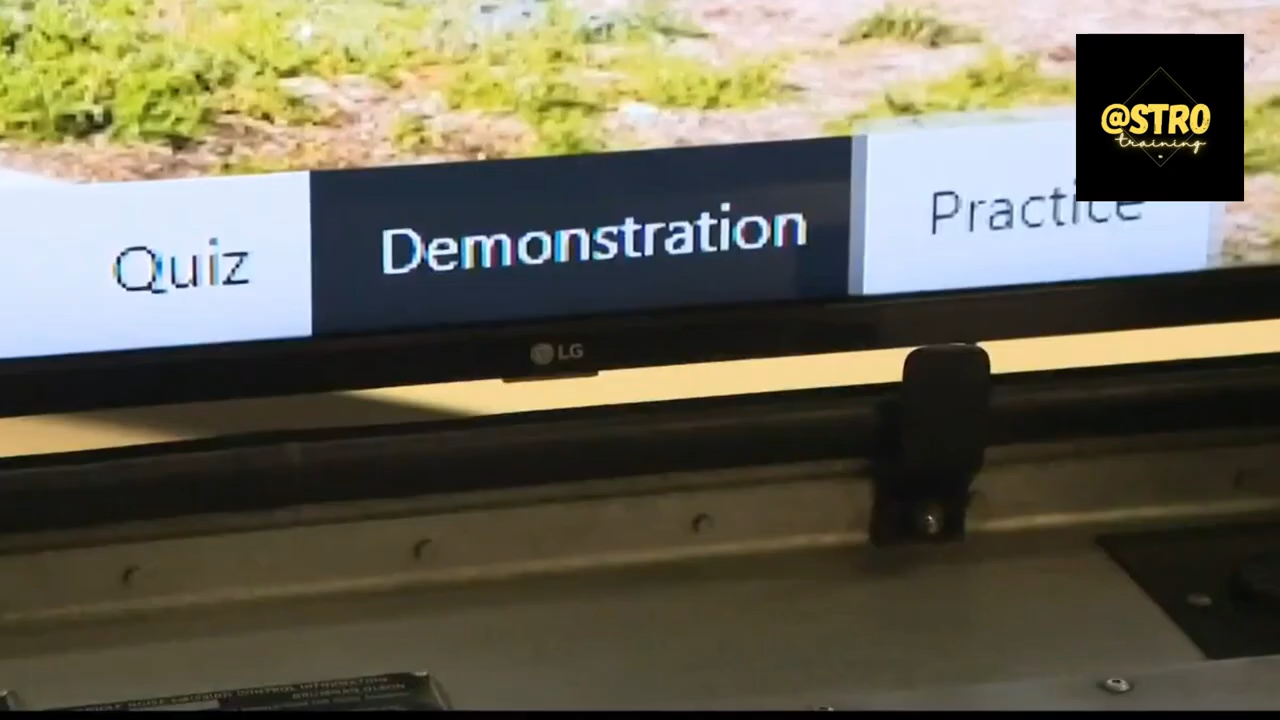 @STRO
training
Quiz
Demonstration
Practice
LG